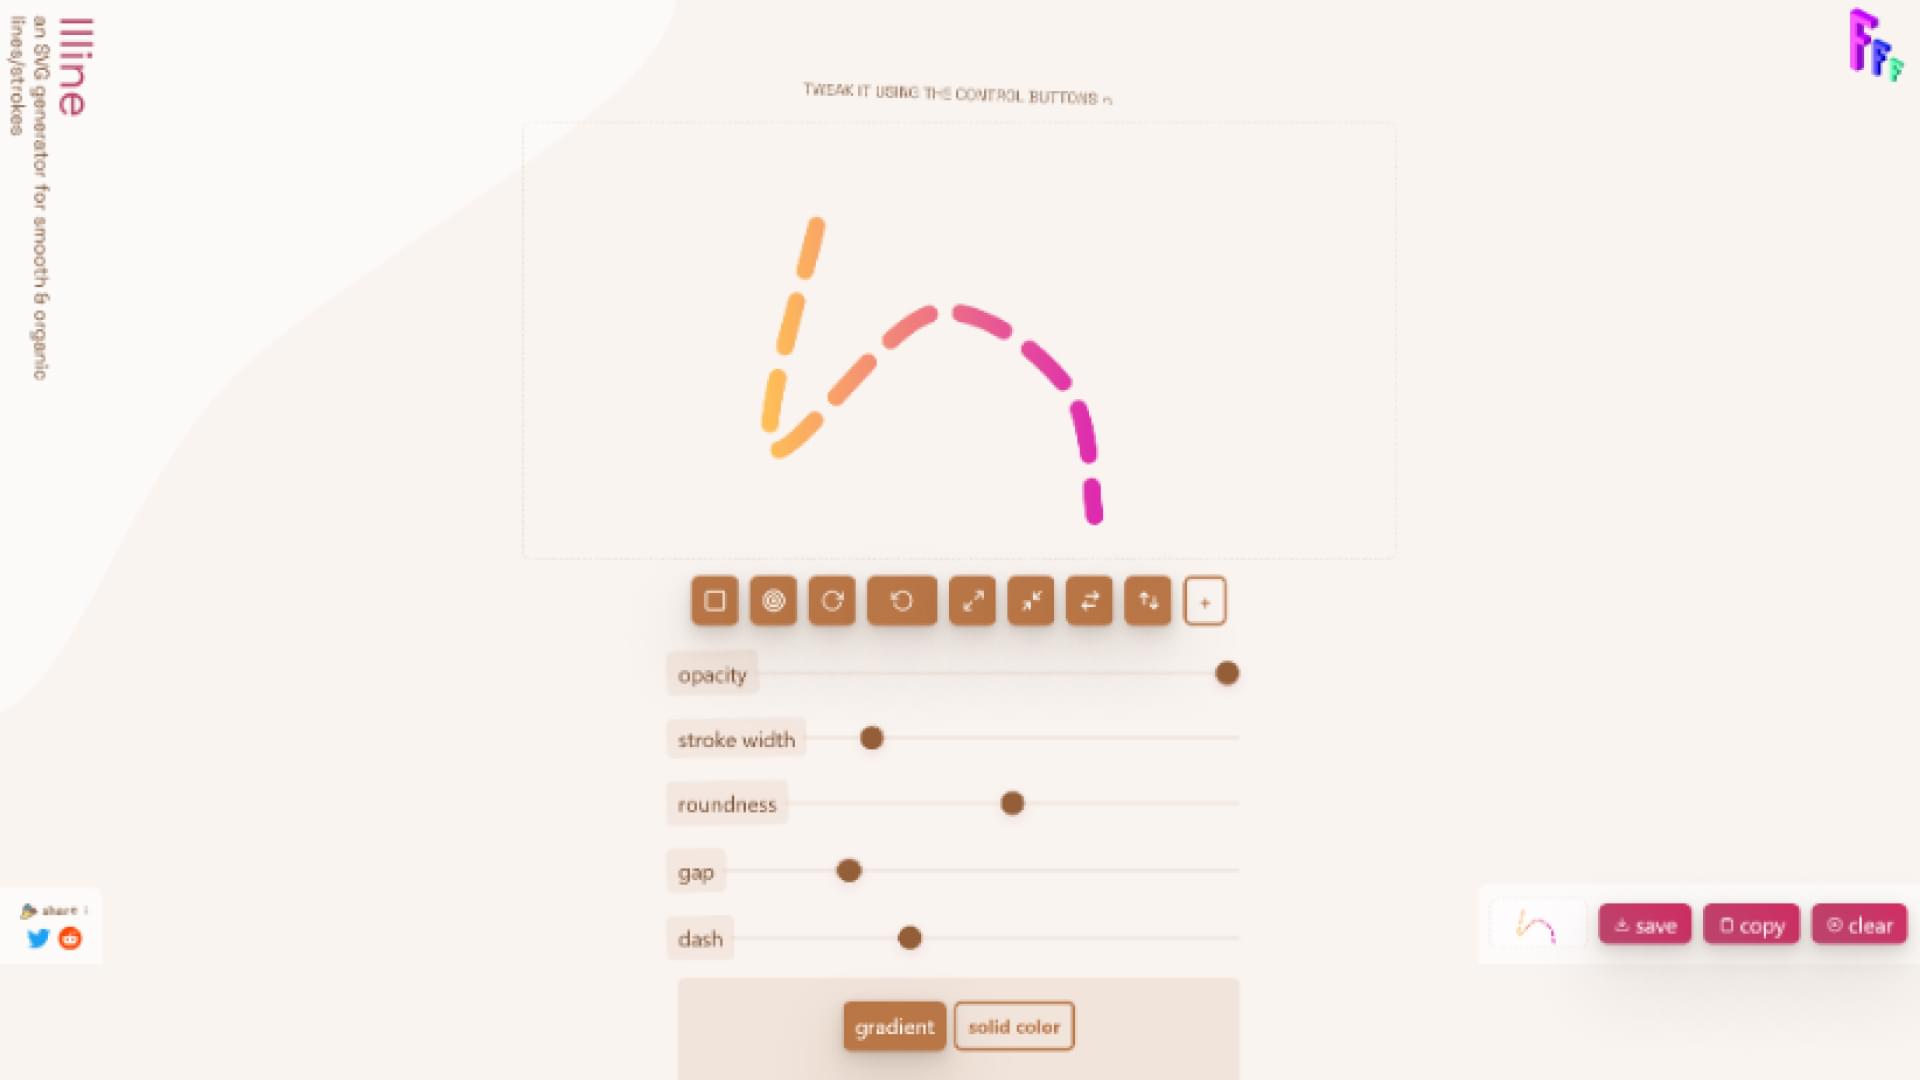 llline
an SVG generator for smooth & organic
lines/strokes
TWEAK IT USING THE CONTROL BUTTONS
opacity
stroke width
roundness
gap
dash
gradient
solid color
share
save
copy
clear